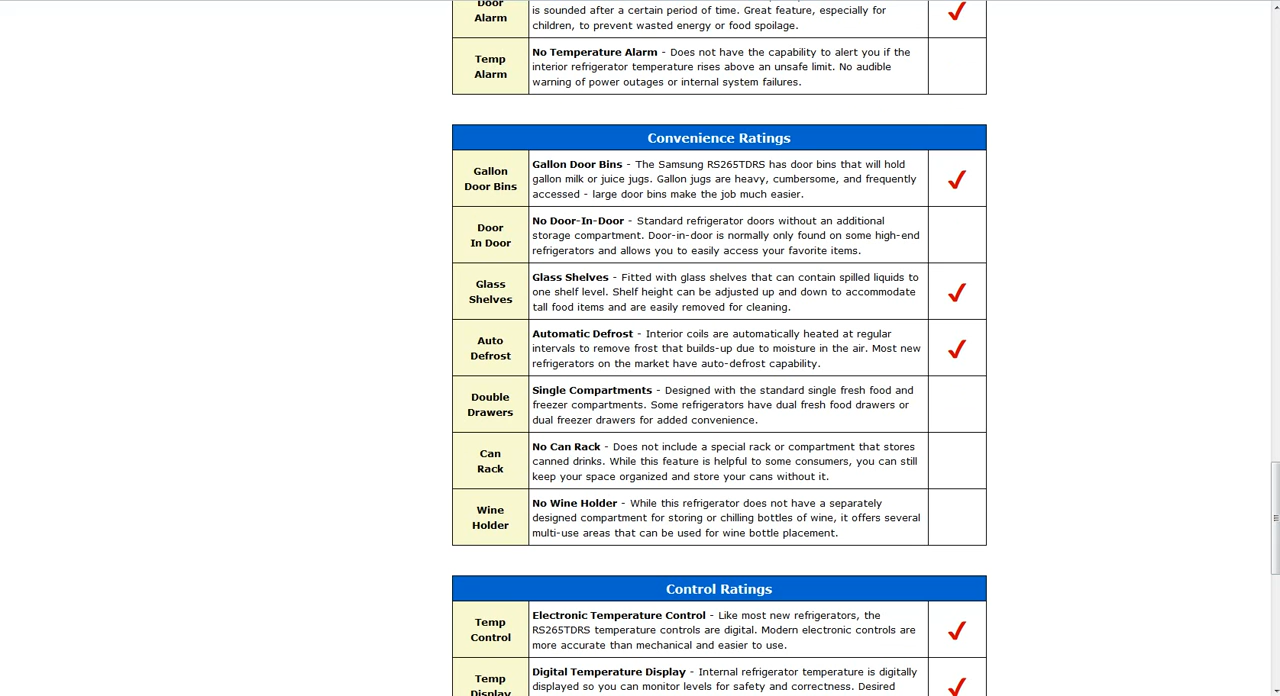 Door
Alarm
is sounded after a certain period of time. Great feature, especially for
children, to prevent wasted energy or food spoilage.
Temp
Alarm
No Temperature Alarm - Does not have the capability to alert you if the
interior refrigerator temperature rises above an unsafe limit. No audible
warning of power outages or internal system failures.
Convenience Ratings
Gallon
Door Bins
Gallon Door Bins - The Samsung RS265TDRS has door bins that will hold
gallon milk or juice jugs. Gallon jugs are heavy, cumbersome, and frequently
accessed - large door bins make the job much easier.
Door
In Door
No Door-In-Door - Standard refrigerator doors without an additional
storage compartment. Door-in-door is normally only found on some high-end
refrigerators and allows you to easily access your favorite items.
Glass
Shelves
Glass Shelves - Fitted with glass shelves that can contain spilled liquids to
one shelf level. Shelf height can be adjusted up and down to accommodate
tall food items and are easily removed for cleaning.
Auto
Defrost
Automatic Defrost - Interior coils are automatically heated at regular
intervals to remove frost that builds-up due to moisture in the air. Most new
refrigerators on the market have auto-defrost capability.
Double
Drawers
Single Compartments - Designed with the standard single fresh food and
freezer compartments. Some refrigerators have dual fresh food drawers or
dual freezer drawers for added convenience.
Can
Rack
No Can Rack - Does not include a special rack or compartment that stores
canned drinks. While this feature is helpful to some consumers, you can still
keep your space organized and store your cans without it.
Wine
Holder
No Wine Holder - While this refrigerator does not have a separately
designed compartment for storing or chilling bottles of wine, it offers several
multi-use areas that can be used for wine bottle placement.
Control Ratings
Temp
Control
Electronic Temperature Control - Like most new refrigerators, the
RS265TDRS temperature controls are digital. Modern electronic controls are
more accurate than mechanical and easier to use.
Temp
Display
Digital Temperature Display - Internal refrigerator temperature is digitally
displayed so you can monitor levels for safety and correctness. Desired